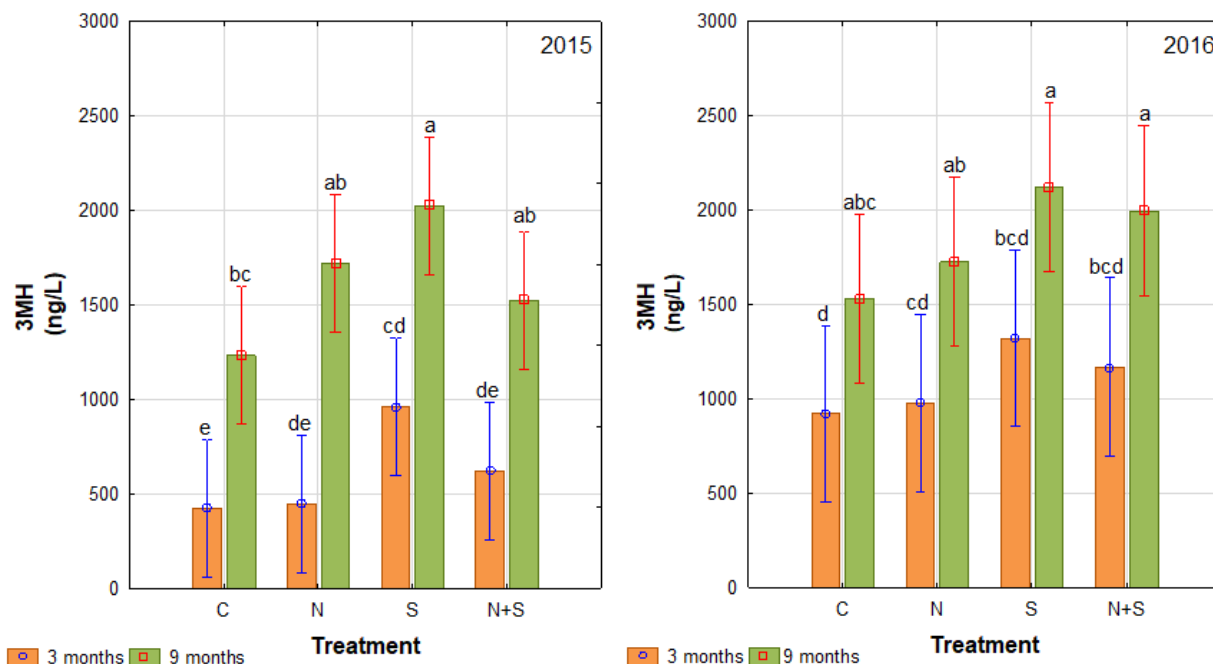 2015
3MH
(ng/L)
3000
2500
2000
1500
1000
500
0
a
ab
ab
bc
cd
e
de
de
C N S N+S
Treatment
3 months 9 months
2016
3MH
(ng/L)
3000
2500
2000
1500
1000
500
0
a
a
ab
abc
bcd
bcd
d
cd
C N S N+S
Treatment
3 months 9 months